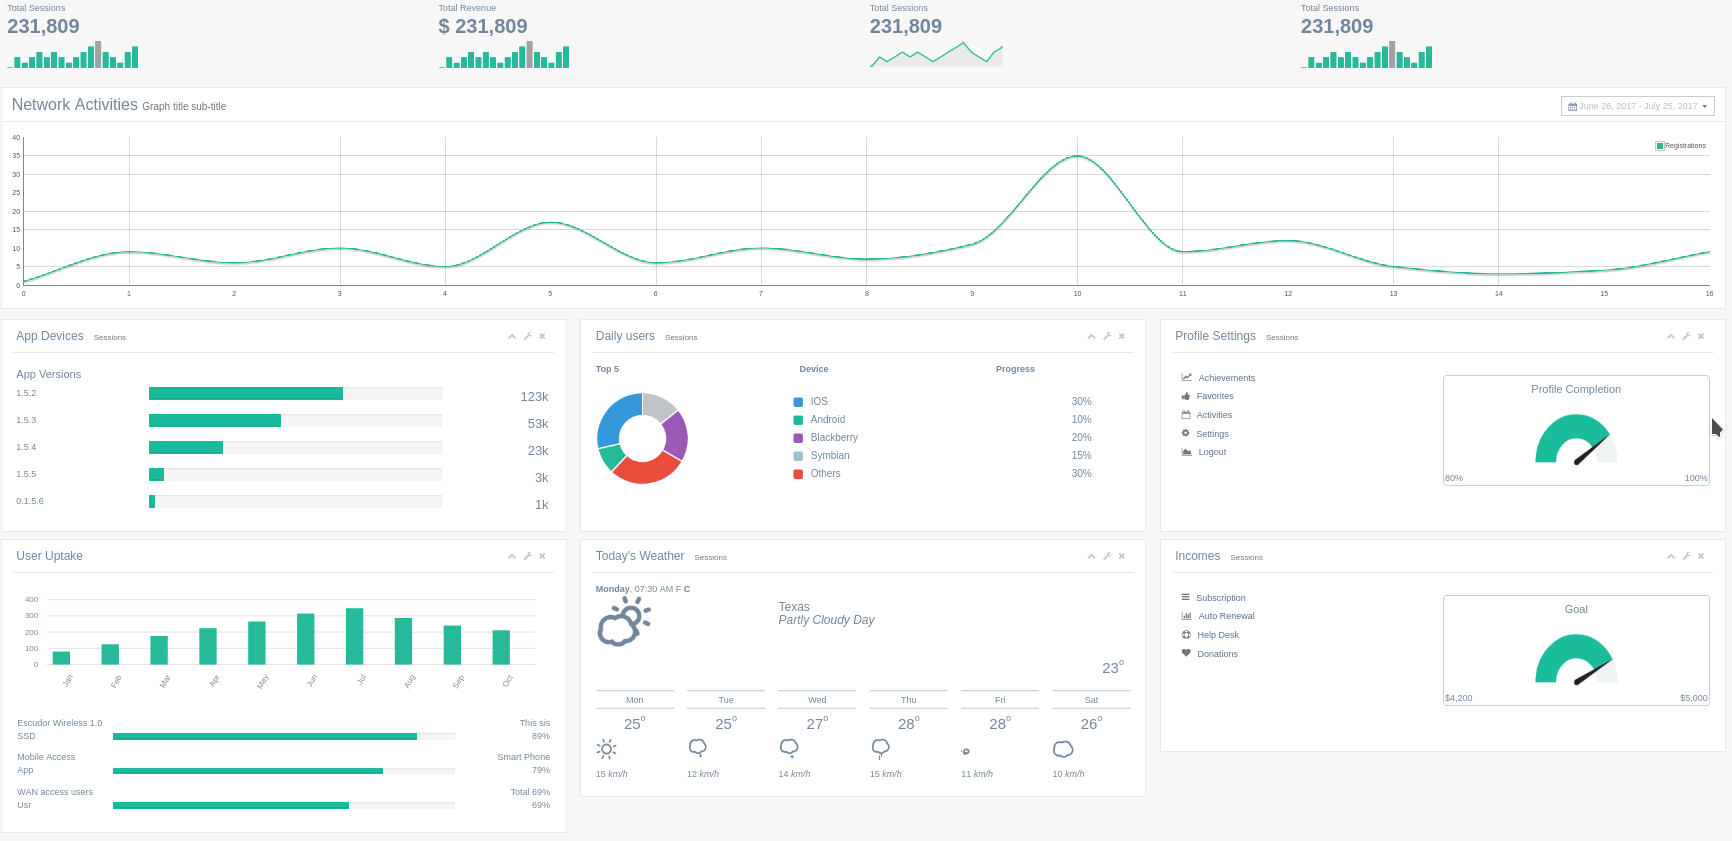 Total Sessions
231,809
Total Revenue
$ 231,809
Total Sessions
231,809
Total Sessions
231,809
Network Activities Graph title sub-title
June 26, 2017 - July 25, 2017
40
35
30
25
20
15
10
5
0
Registrations
0 1 2 3 4 5 6 7 8 9 10 11 12 13 14 15 16
App Devices Sessions
App Versions
1.5.2 123k
1.5.3 53k
1.5.4 23k
1.5.5 3k
0.1.5.6 1k
Daily users Sessions
Top 5 Device Progress
IOS 30%
Android 10%
Blackberry 20%
Symbian 15%
Others 30%
Profile Settings Sessions
Achievements
Favorites
Activities
Settings
Logout
Profile Completion
80% 100%
User Uptake
400
300
200
100
0
Jan Feb Mar Apr May Jun Jul Aug Sep Oct
Escudor Wireless 1.0 This sis
SSD 89%
Mobile Access Smart Phone
App 79%
WAN access users Total 69%
Usr 69%
Today's Weather Sessions
Monday, 07:30 AM F C
Texas
Partly Cloudy Day
23o
Mon Tue Wed Thu Fri Sat
25o 25o 27o 28o 28o 26o
15 km/h 12 km/h 14 km/h 15 km/h 11 km/h 10 km/h
Incomes Sessions
Subscription
Auto Renewal
Help Desk
Donations
Goal
$4,200 $5,000